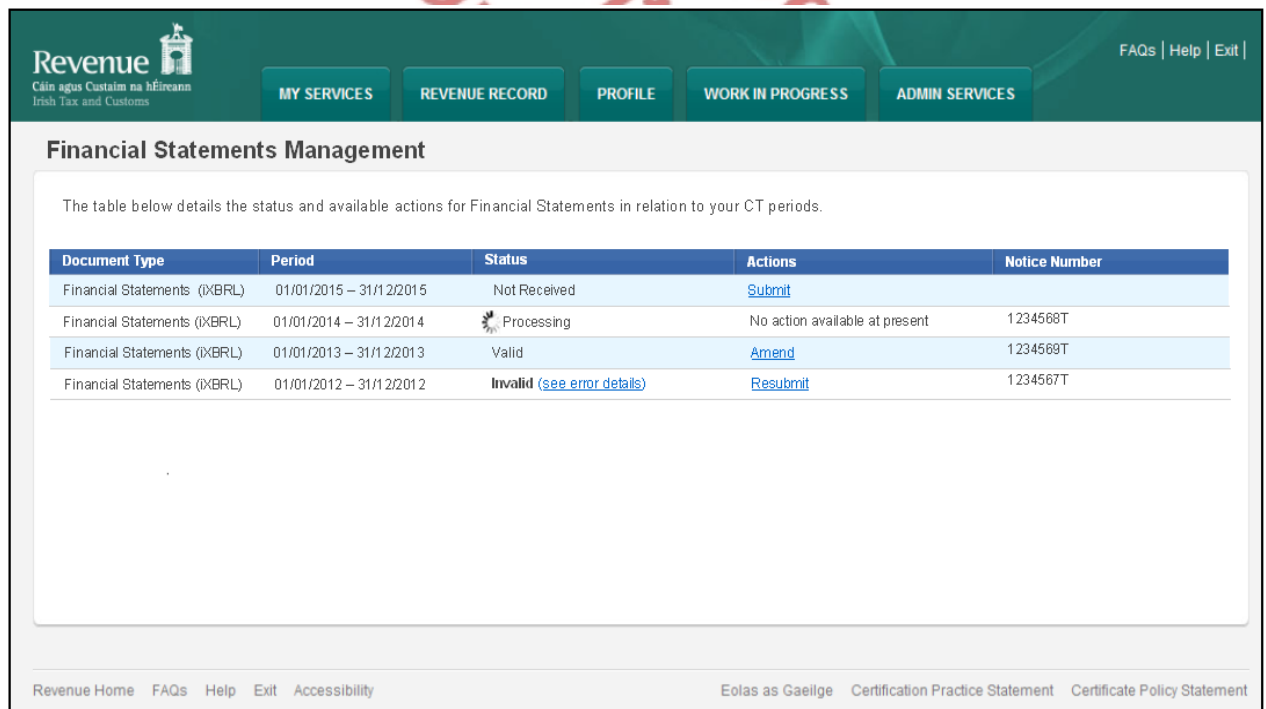 Revenue
Cáin agus Custaim na hÉireann
Irish Tax and Customs
FAQs | Help | Exit |
MY SERVICES REVENUE RECORD PROFILE WORK IN PROGRESS ADMIN SERVICES
Financial Statements Management
The table below details the status and available actions for Financial Statements in relation to your CT periods.
Document Type Period Status Actions Notice Number
Financial Statements (iXBRL) 01/01/2015 – 31/12/2015 Not Received Submit
Financial Statements (iXBRL) 01/01/2014 – 31/12/2014 Processing No action available at present 1234568T
Financial Statements (iXBRL) 01/01/2013 – 31/12/2013 Valid Amend 1234569T
Financial Statements (iXBRL) 01/01/2012 – 31/12/2012 Invalid (see error details) Resubmit 1234567T
Revenue Home FAQs Help Exit Accessibility Eolas as Gaeilge Certification Practice Statement Certificate Policy Statement